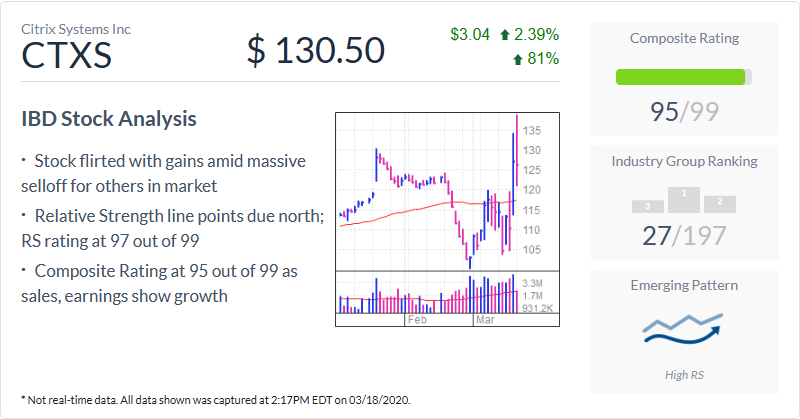 Citrix Systems Inc
CTXS
$ 130.50
$3.04 2.39%
81%
IBD Stock Analysis
· Stock flirted with gains amid massive
selloff for others in market
· Relative Strength line points due north;
RS rating at 97 out of 99
· Composite Rating at 95 out of 99 as
sales, earnings show growth
135
130
125
120
115
110
105
3.3M
1.7M
931.2K
Feb
Mar
Composite Rating
95/99
Industry Group Ranking
3
1
2
27/197
Emerging Pattern
High RS
* Not real-time data. All data shown was captured at 2:17PM EDT on 03/18/2020.